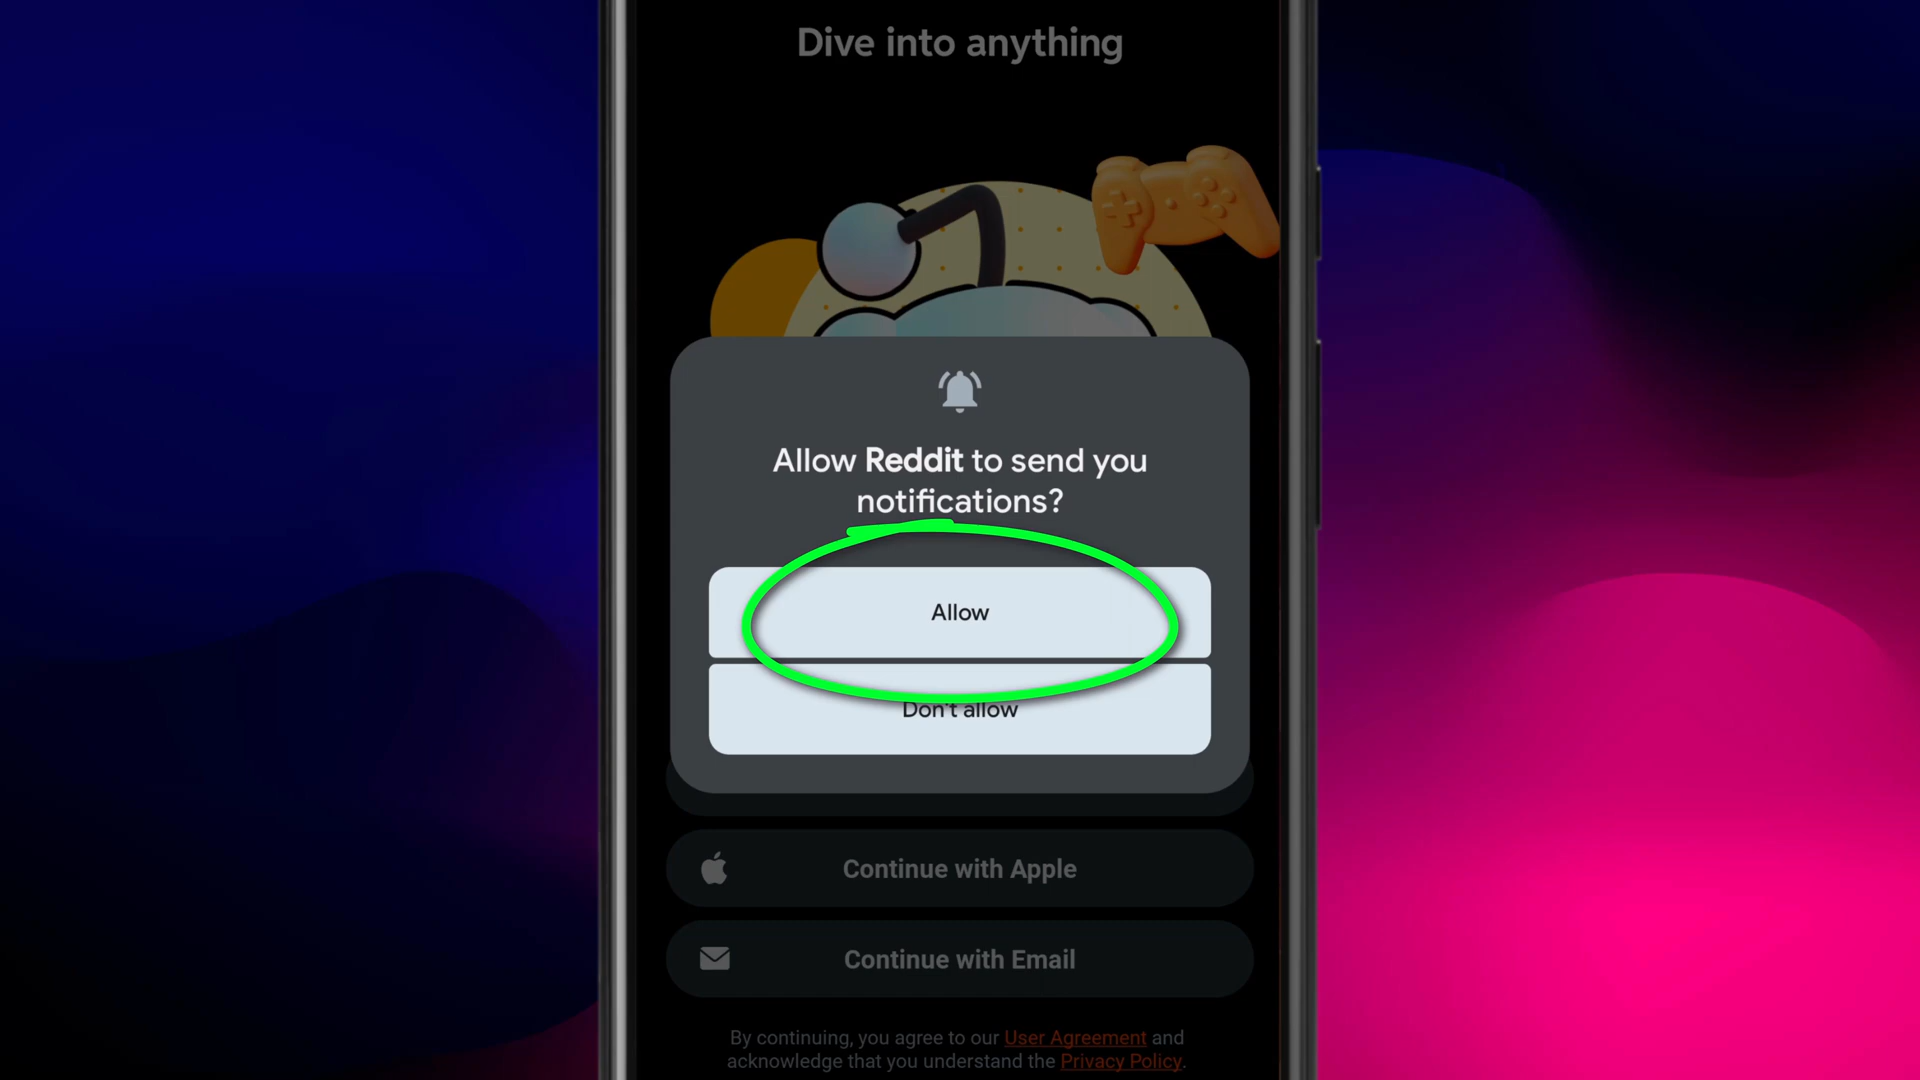 Dive into anything
Allow Reddit to send you
notifications?
Allow
Don't allow
Continue with Apple
Continue with Email
By continuing, you agree to our User Agreement and
acknowledge that you understand the Privacy Policy.